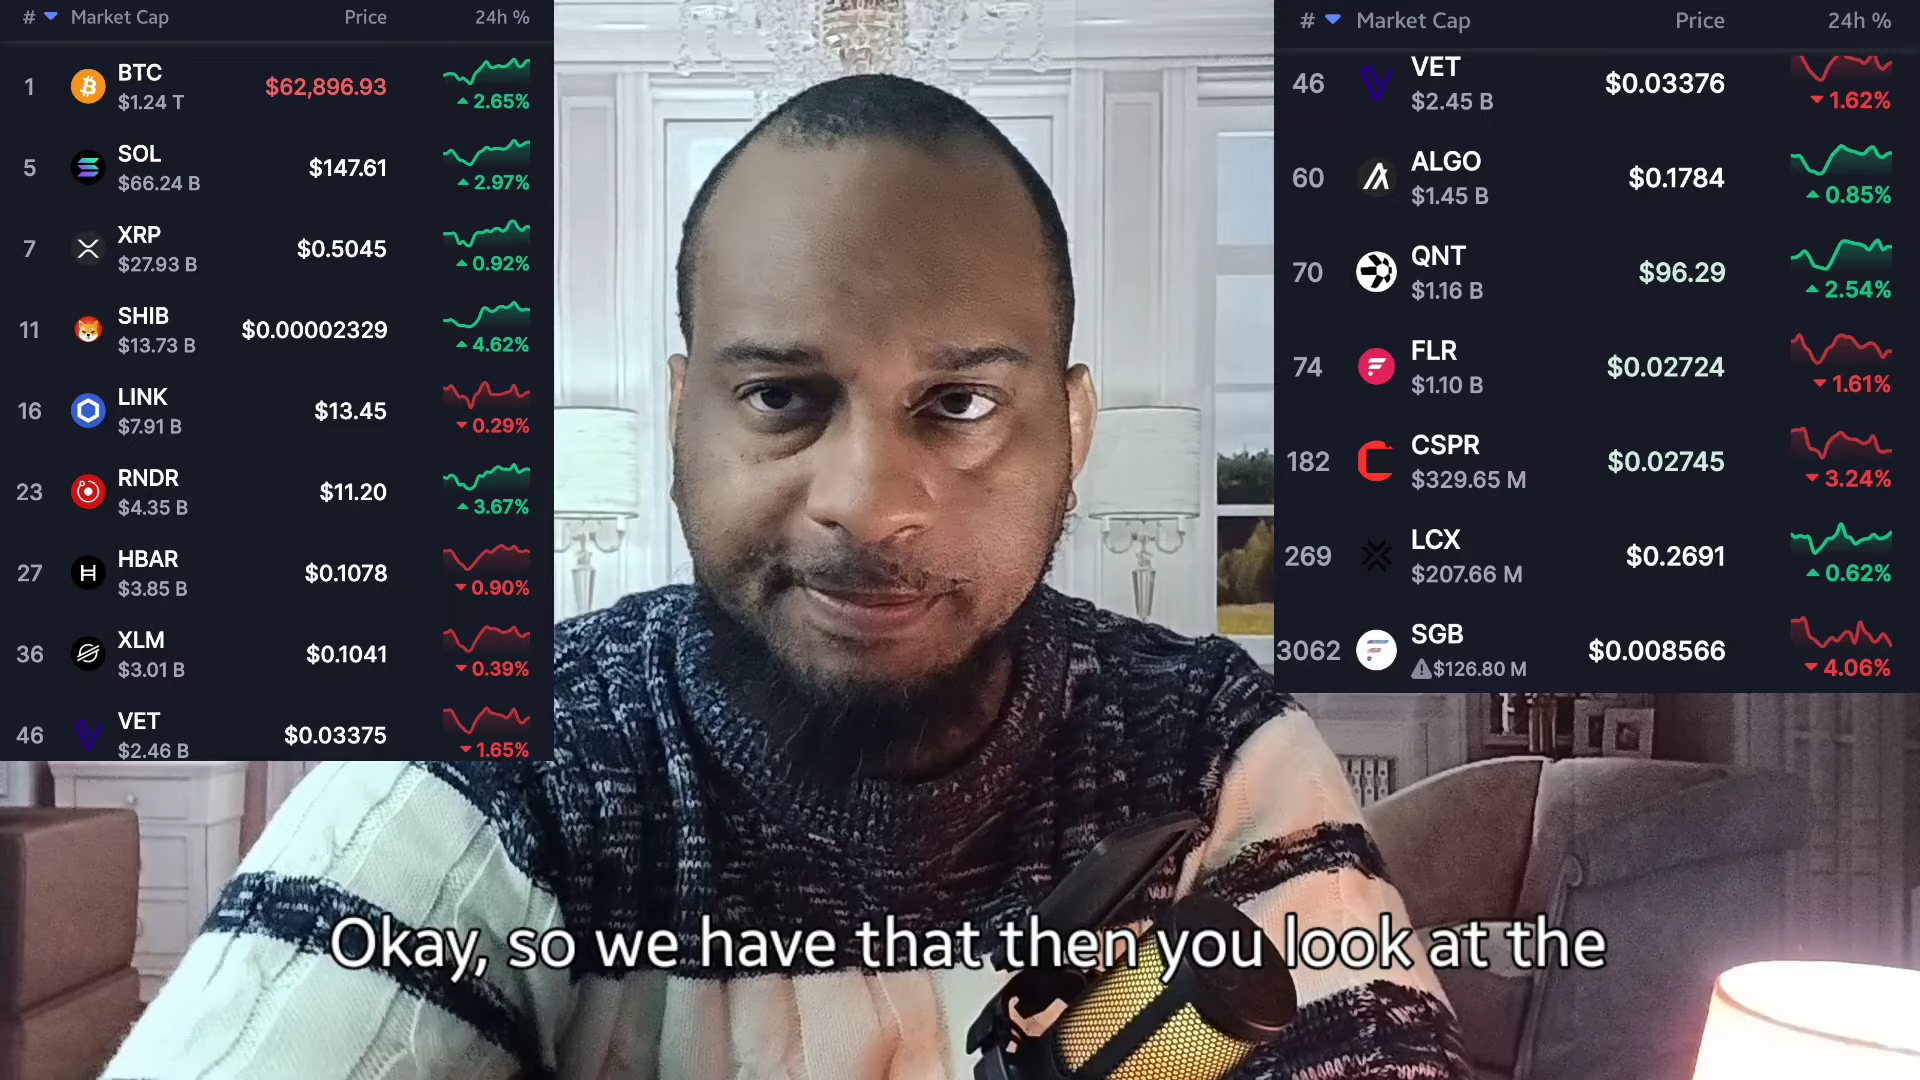 # Market Cap Price 24h %
1 BTC $62,896.93
$1.24 T 2.65%
5 SOL $147.61
$66.24 B 2.97%
7 XRP $0.5045
$27.93 B 0.92%
11 SHIB $0.00002329
$13.73 B 4.62%
16 LINK $13.45
$7.91 B 0.29%
23 RNDR $11.20
$4.35 B 3.67%
27 HBAR $0.1078
$3.85 B 0.90%
36 XLM $0.1041
$3.01 B 0.39%
46 VET $0.03375
$2.46 B 1.65%
# Market Cap Price 24h %
46 VET $0.03376
$2.45 B 1.62%
60 ALGO $0.1784
$1.45 B 0.85%
70 QNT $96.29
$1.16 B 2.54%
74 FLR $0.02724
$1.10 B 1.61%
182 CSPR $0.02745
$329.65 M 3.24%
269 LCX $0.2691
$207.66 M 0.62%
3062 SGB $0.008566
$126.80 M 4.06%
Okay, so we have that then you look at the